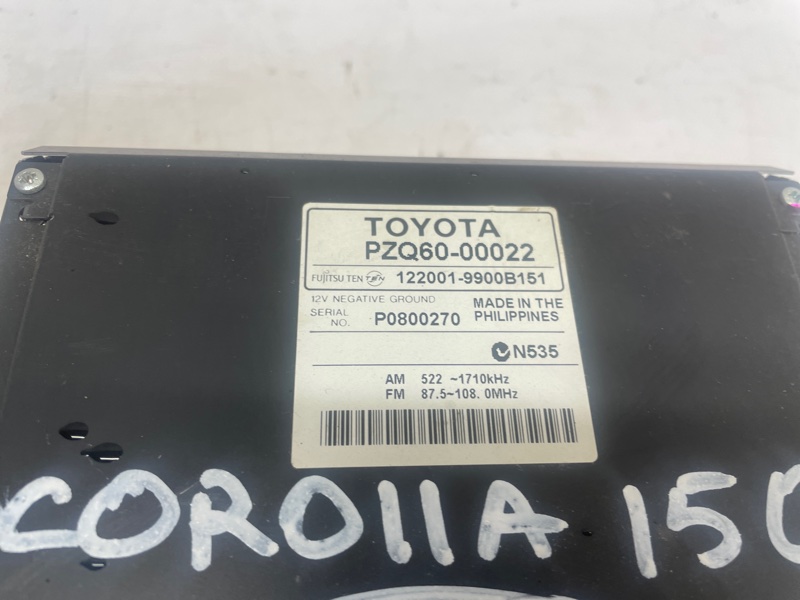 TOYOTA
PZQ60-00022
FUJITSU TEN TEN 122001-9900B151
12V NEGATIVE GROUND
SERIAL NO. P0800270
MADE IN THE PHILIPPINES
N535
AM 522 ~1710kHz
FM 87.5~108.0MHz
COROllA 150